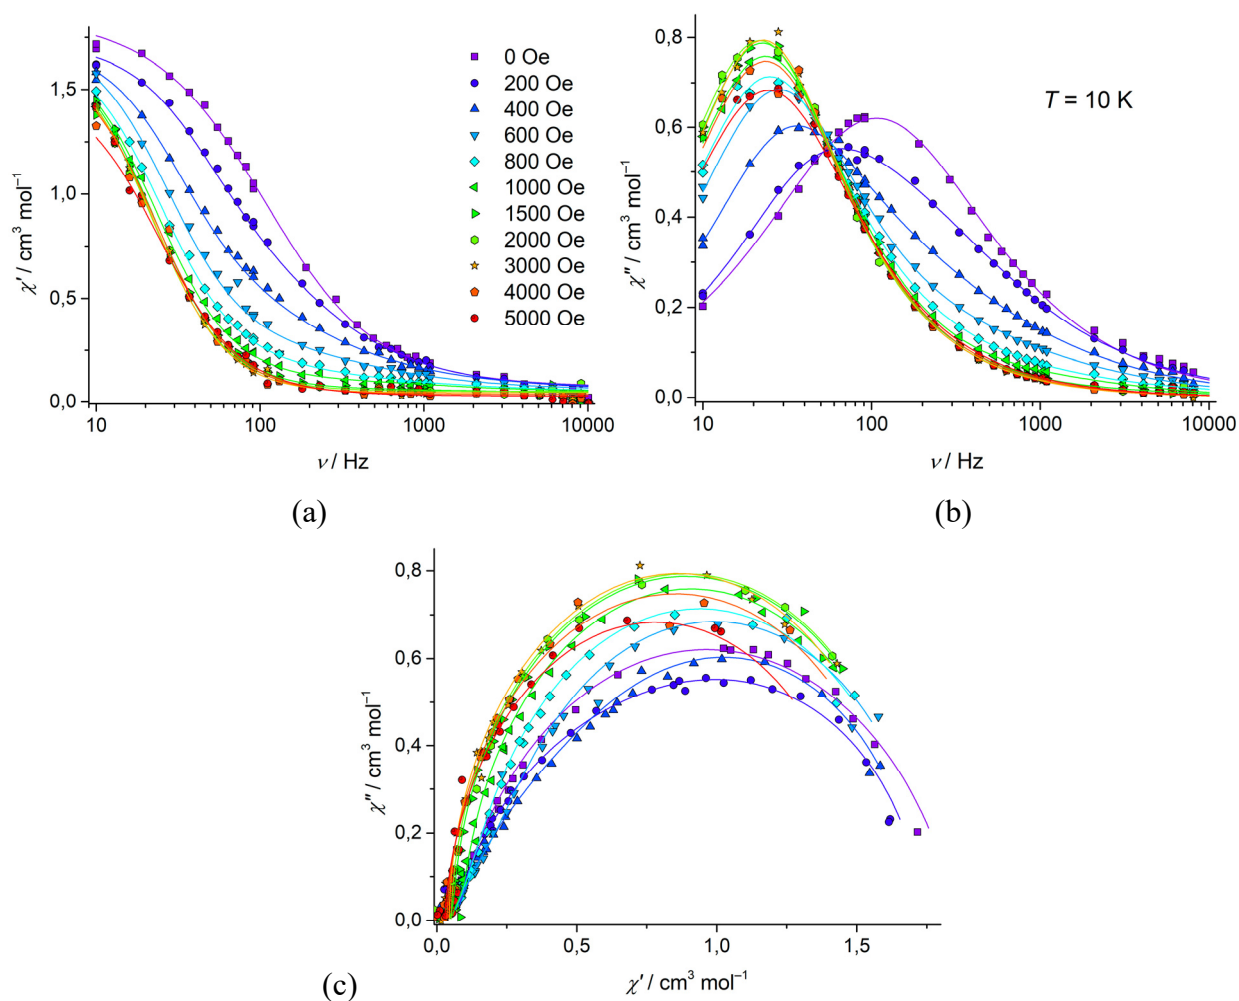 1,5
1,0
0,5
0,0
χ′ / cm³ mol⁻¹
10
100
1000
10000
ν / Hz
0 Oe
200 Oe
400 Oe
600 Oe
800 Oe
1000 Oe
1500 Oe
2000 Oe
3000 Oe
4000 Oe
5000 Oe
(a)
0,8
0,6
0,4
0,2
0,0
χ″ / cm³ mol⁻¹
T = 10 K
10
100
1000
10000
ν / Hz
(b)
0,8
0,6
0,4
0,2
0,0
χ″ / cm³ mol⁻¹
0,0
0,5
1,0
1,5
χ′ / cm³ mol⁻¹
(c)